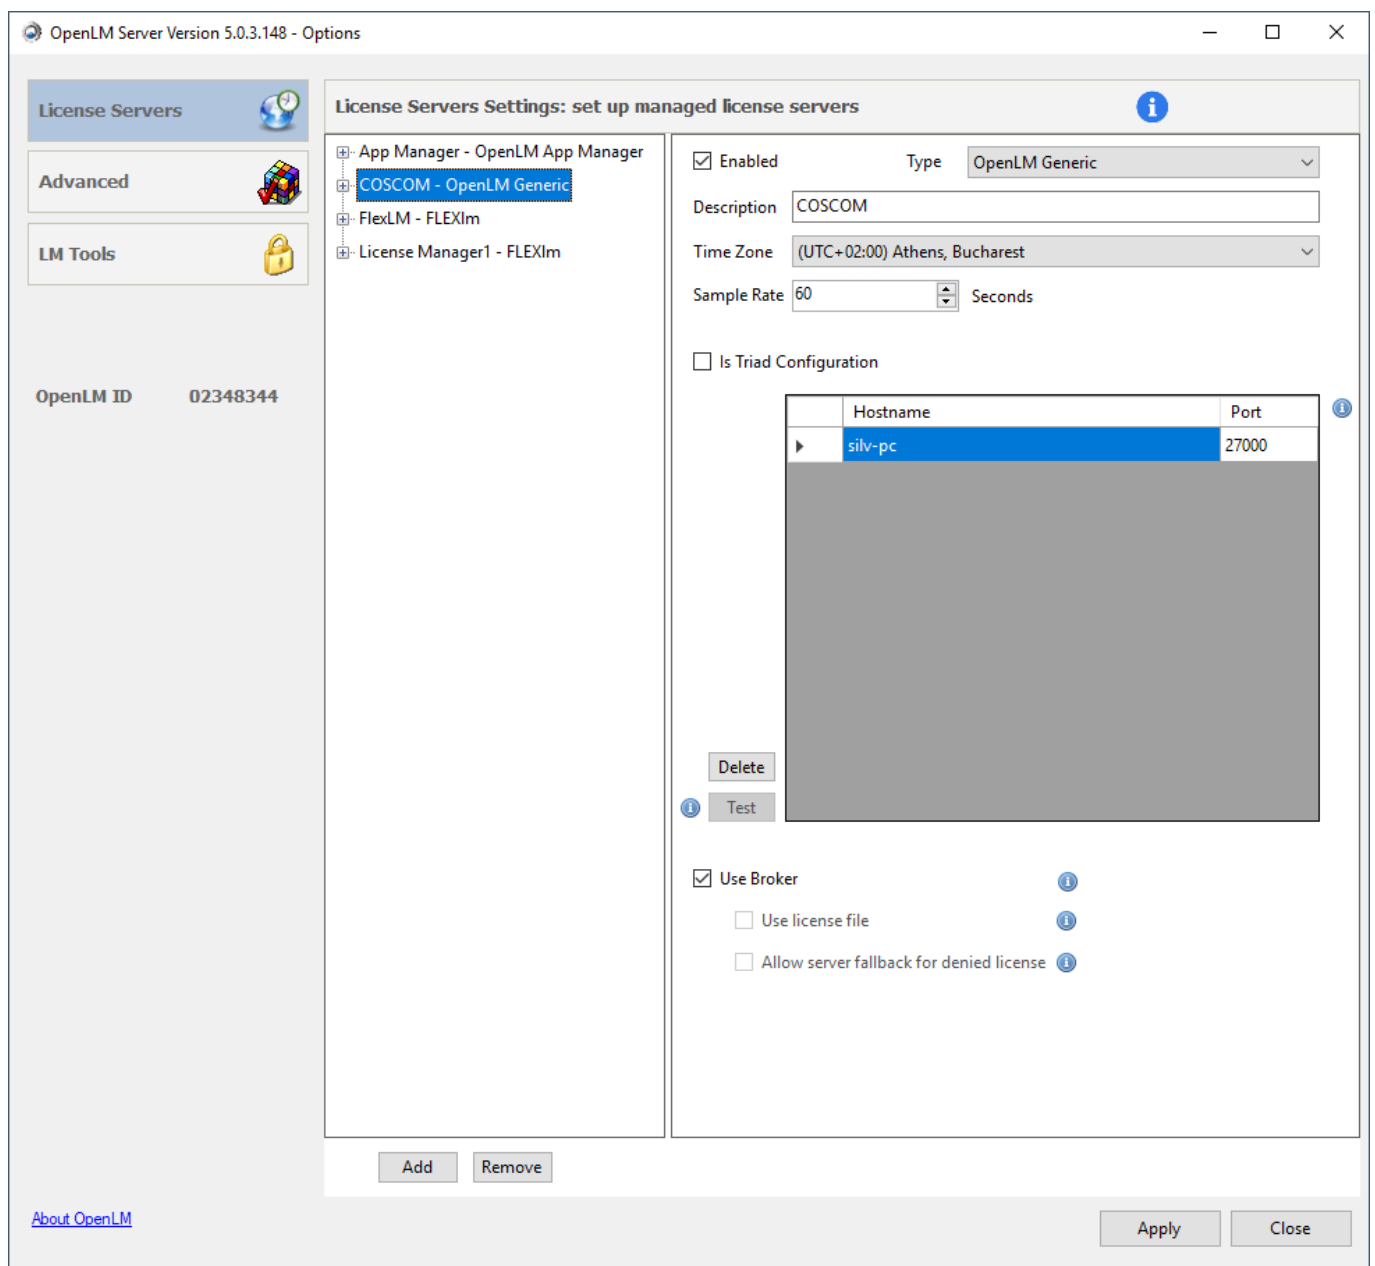 OpenLM Server Version 5.0.3.148 - Options
License Servers
Advanced
LM Tools
OpenLM ID 02348344
About OpenLM
License Servers Settings: set up managed license servers
App Manager - OpenLM App Manager
COSCOM - OpenLM Generic
FlexLM - FLEXlm
License Manager1 - FLEXlm
Add Remove
Enabled Type OpenLM Generic
Description COSCOM
Time Zone (UTC+02:00) Athens, Bucharest
Sample Rate 60 Seconds
Is Triad Configuration
Hostname Port
silv-pc 27000
Delete
Test
Use Broker
Use license file
Allow server fallback for denied license
Apply Close